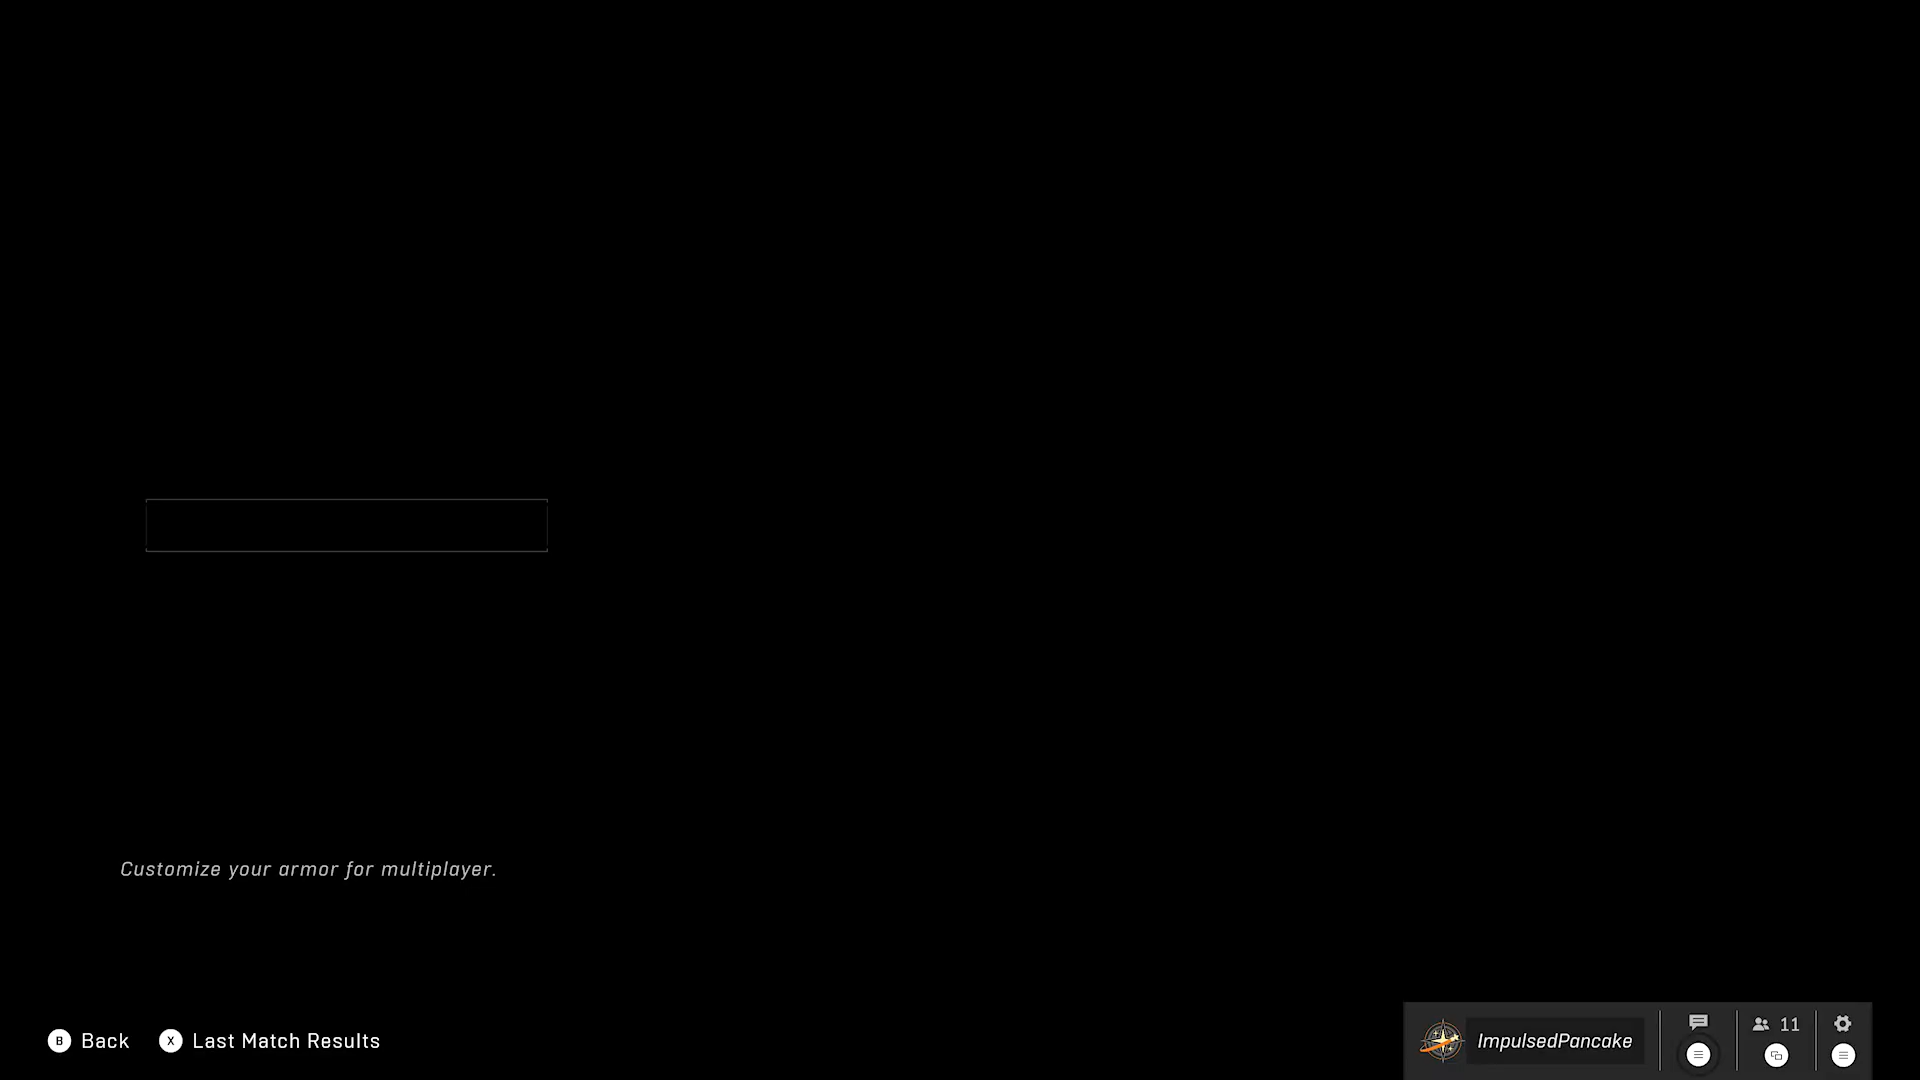 Customize your armor for multiplayer.
B Back X Last Match Results
ImpulsedPancake 11